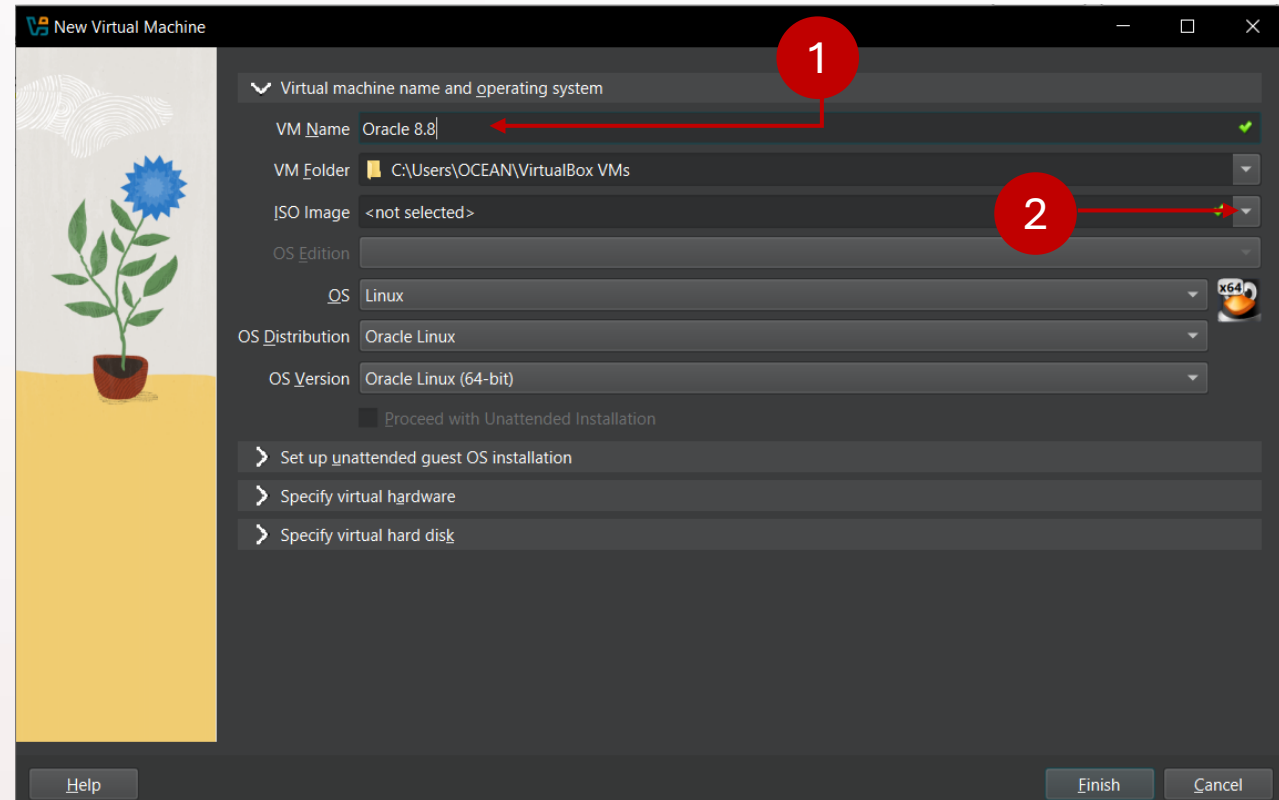 New Virtual Machine
1
Virtual machine name and operating system
VM Name Oracle 8.8
VM Folder C:\Users\OCEAN\VirtualBox VMs
ISO Image <not selected>
2
OS Edition
OS Linux
x64
OS Distribution Oracle Linux
OS Version Oracle Linux (64-bit)
Proceed with Unattended Installation
Set up unattended guest OS installation
Specify virtual hardware
Specify virtual hard disk
Help Finish Cancel